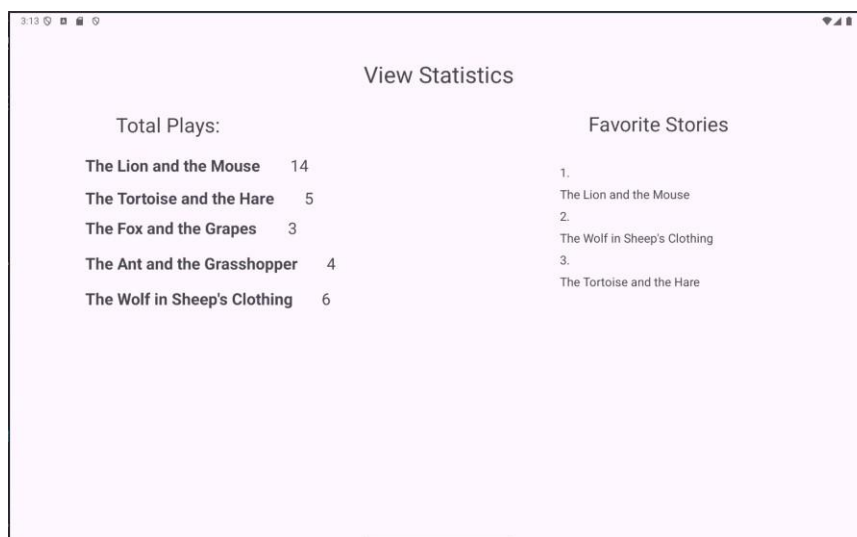 3:13
View Statistics
Total Plays:
The Lion and the Mouse 14
The Tortoise and the Hare 5
The Fox and the Grapes 3
The Ant and the Grasshopper 4
The Wolf in Sheep's Clothing 6
Favorite Stories
1.
The Lion and the Mouse
2.
The Wolf in Sheep's Clothing
3.
The Tortoise and the Hare